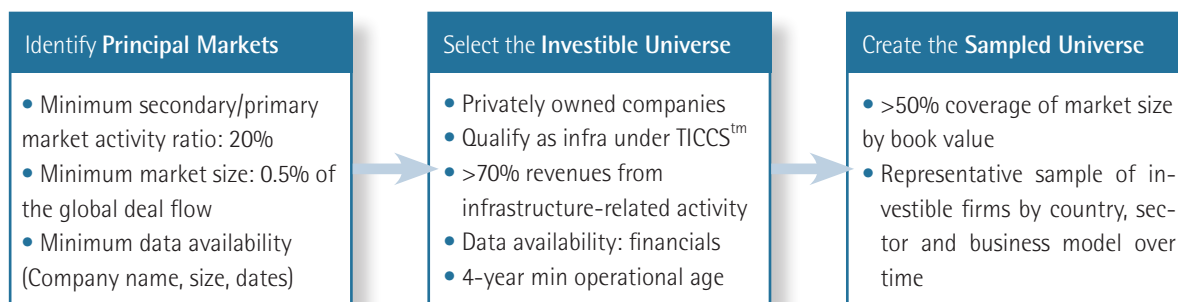 Identify Principal Markets
• Minimum secondary/primary
market activity ratio: 20%
• Minimum market size: 0.5% of
the global deal flow
• Minimum data availability
(Company name, size, dates)
Select the Investible Universe
• Privately owned companies
• Qualify as infra under TICCS™
• >70% revenues from
infrastructure-related activity
• Data availability: financials
• 4-year min operational age
Create the Sampled Universe
• >50% coverage of market size
by book value
• Representative sample of in-
vestible firms by country, sec-
tor and business model over
time